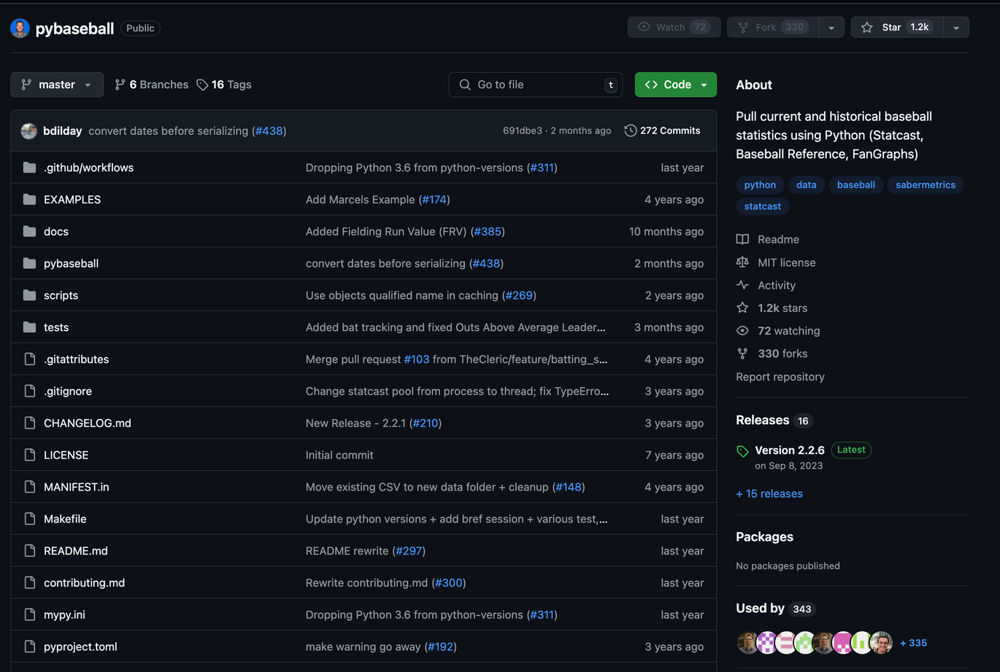 pybaseball Public Watch 72 Fork 330 Star 1.2k
master 6 Branches 16 Tags Go to file t Code
bdilday convert dates before serializing (#438) 691dbe3 · 2 months ago 272 Commits
.github/workflows Dropping Python 3.6 from python-versions (#311) last year
EXAMPLES Add Marcels Example (#174) 4 years ago
docs Added Fielding Run Value (FRV) (#385) 10 months ago
pybaseball convert dates before serializing (#438) 2 months ago
scripts Use objects qualified name in caching (#269) 2 years ago
tests Added bat tracking and fixed Outs Above Average Leader... 3 months ago
.gitattributes Merge pull request #103 from TheCleric/feature/batting_s... 4 years ago
.gitignore Change statcast pool from process to thread; fix TypeErro... 3 years ago
CHANGELOG.md New Release - 2.2.1 (#210) 3 years ago
LICENSE Initial commit 7 years ago
MANIFEST.in Move existing CSV to new data folder + cleanup (#148) 4 years ago
Makefile Update python versions + add bref session + various test,... last year
README.md README rewrite (#297) last year
contributing.md Rewrite contributing.md (#300) last year
mypy.ini Dropping Python 3.6 from python-versions (#311) last year
pyproject.toml make warning go away (#192) 3 years ago
About
Pull current and historical baseball
statistics using Python (Statcast,
Baseball Reference, FanGraphs)
python data baseball sabermetrics
statcast
Readme
MIT license
Activity
1.2k stars
72 watching
330 forks
Report repository
Releases 16
Version 2.2.6 Latest
on Sep 8, 2023
+ 15 releases
Packages
No packages published
Used by 343
+ 335